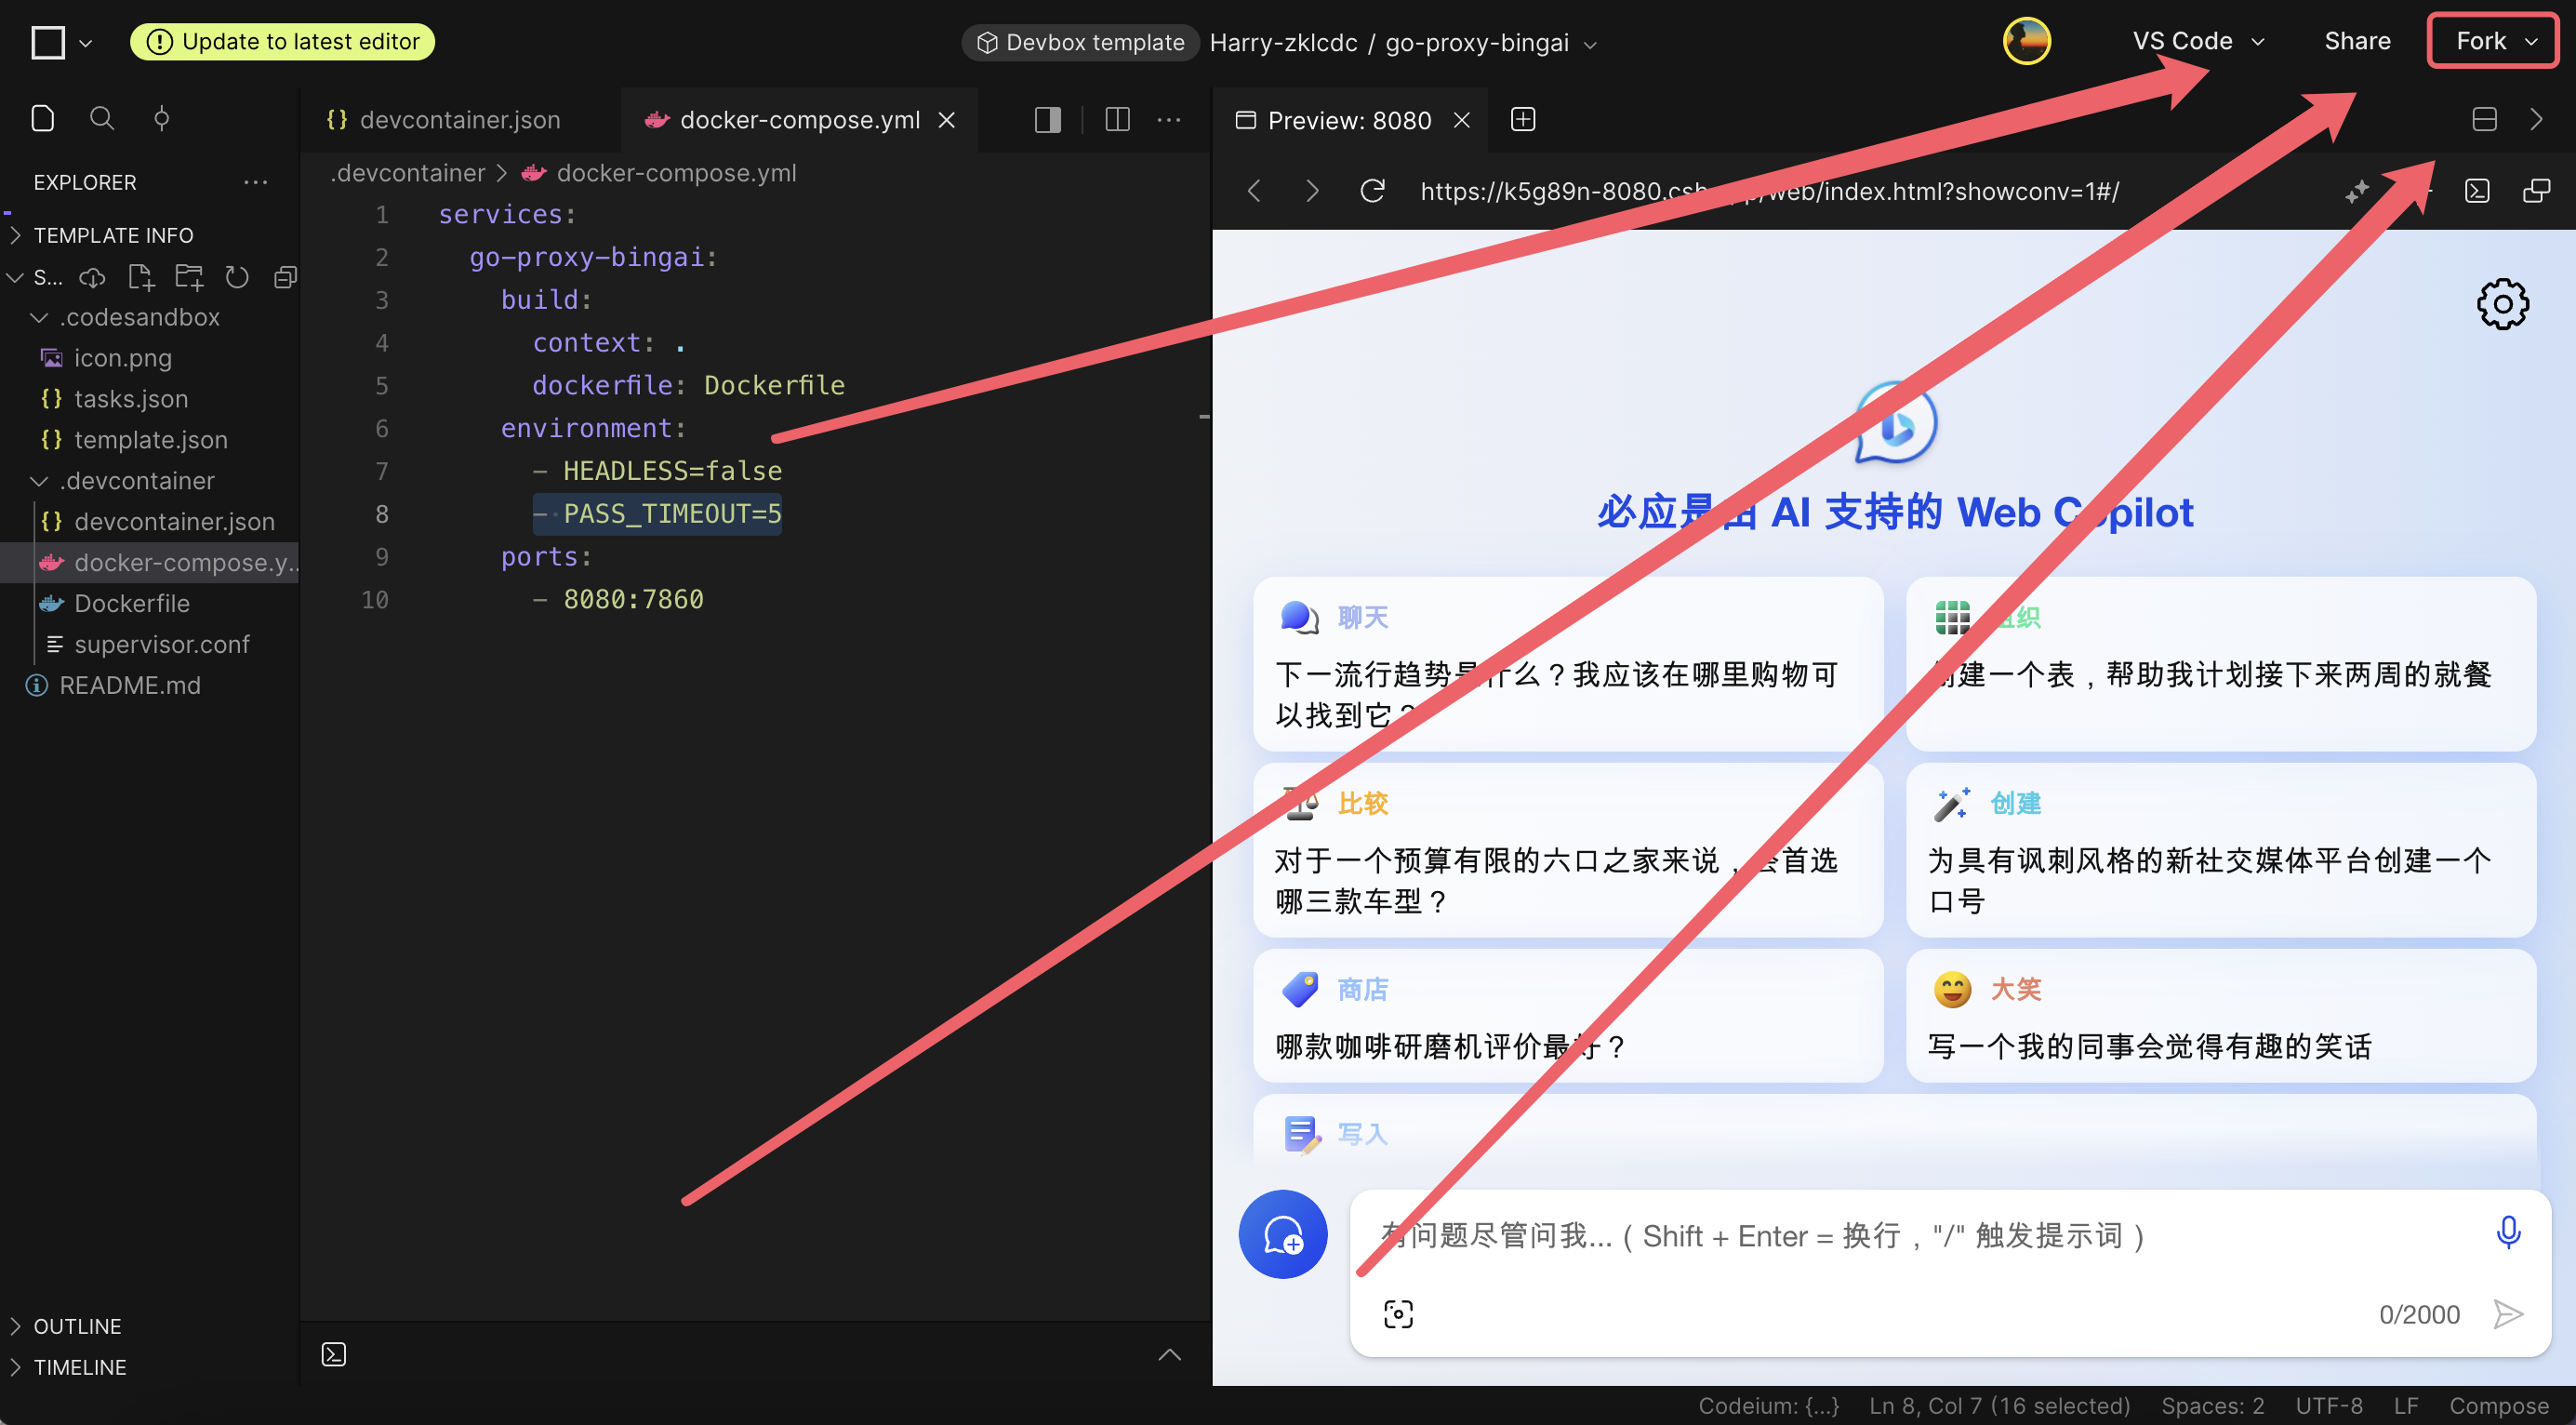 Update to latest editor
Devbox template Harry-zklcdc / go-proxy-bingai
VS Code
Share
Fork
devcontainer.json
docker-compose.yml
Preview: 8080
EXPLORER
TEMPLATE INFO
S...
.codesandbox
icon.png
tasks.json
template.json
.devcontainer
devcontainer.json
docker-compose.y..
Dockerfile
supervisor.conf
README.md
OUTLINE
TIMELINE
.devcontainer > docker-compose.yml
1 services:
2 go-proxy-bingai:
3 build:
4 context: .
5 dockerfile: Dockerfile
6 environment:
7 - HEADLESS=false
8 - PASS_TIMEOUT=5
9 ports:
10 - 8080:7860
https://k5g89n-8080.csb /web/index.html?showconv=1#/
必应是由 AI 支持的 Web Copilot
聊天
下一流行趋势是什么？我应该在哪里购物可
以找到它？
组织
创建一个表，帮助我计划接下来两周的就餐
比较
对于一个预算有限的六口之家来说，会首选
哪三款车型？
创建
为具有讽刺风格的新社交媒体平台创建一个
口号
商店
哪款咖啡研磨机评价最好？
大笑
写一个我的同事会觉得有趣的笑话
写入
有问题尽管问我... ( Shift + Enter = 换行，"/" 触发提示词 )
0/2000
Codeium: {...} Ln 8, Col 7 (16 selected) Spaces: 2 UTF-8 LF Compose